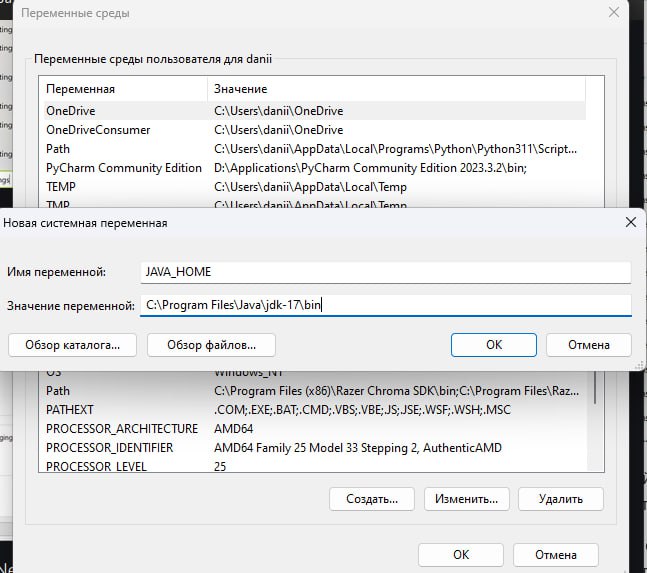 Переменные среды
Переменные среды пользователя для danii
Переменная Значение
OneDrive C:\Users\danii\OneDrive
OneDriveConsumer C:\Users\danii\OneDrive
Path C:\Users\danii\AppData\Local\Programs\Python\Python311\Script...
PyCharm Community Edition D:\Applications\PyCharm Community Edition 2023.3.2\bin;
TEMP C:\Users\danii\AppData\Local\Temp
TMP C:\Users\danii\AppData\Local\Temp
Новая системная переменная
Имя переменной: JAVA_HOME
Значение переменной: C:\Program Files\Java\jdk-17\bin
Обзор каталога... Обзор файлов... ОК Отмена
OS Windows_NT
Path C:\Program Files (x86)\Razer Chroma SDK\bin;C:\Program Files\Raz...
PATHEXT .COM;.EXE;.BAT;.CMD;.VBS;.VBE;.JS;.JSE;.WSF;.WSH;.MSC
PROCESSOR_ARCHITECTURE AMD64
PROCESSOR_IDENTIFIER AMD64 Family 25 Model 33 Stepping 2, AuthenticAMD
PROCESSOR_LEVEL 25
Создать... Изменить... Удалить
ОК Отмена